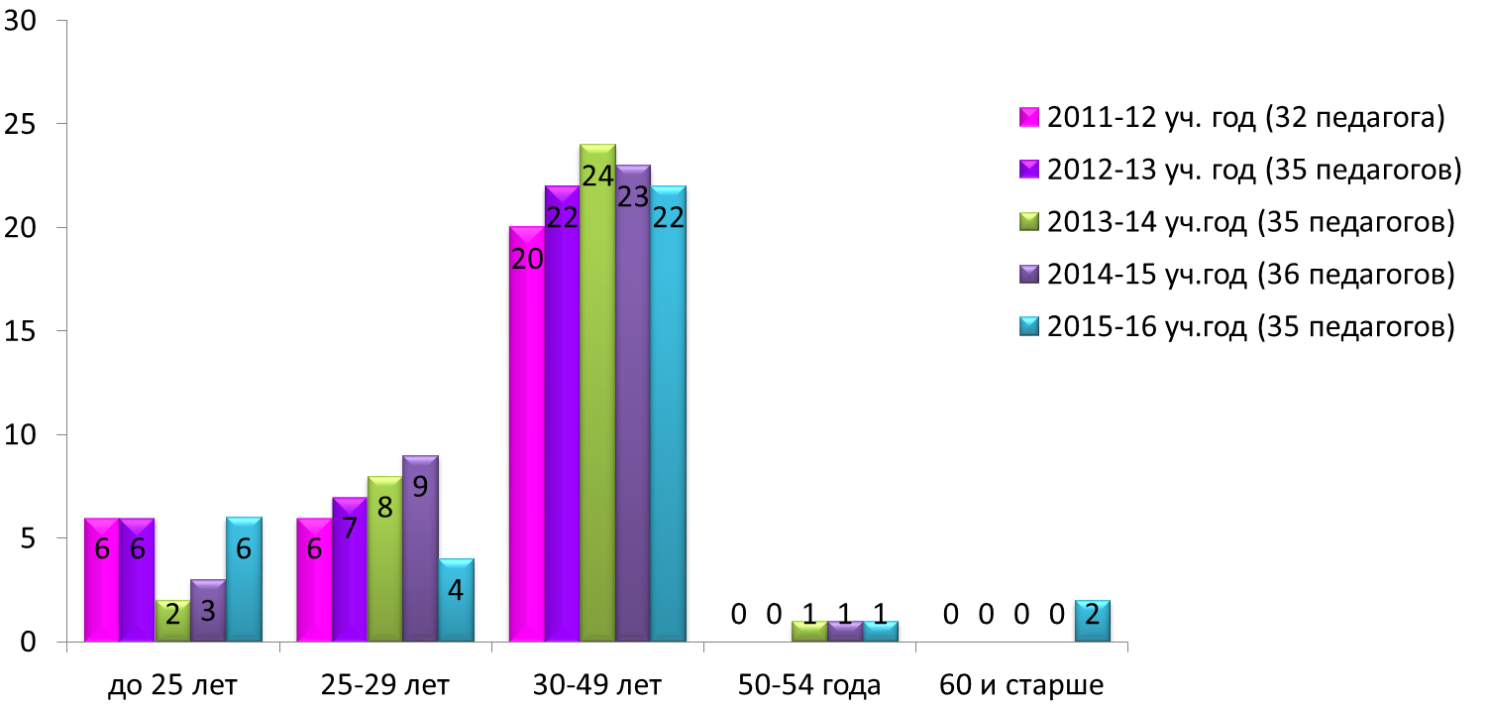 30
25
20
15
10
5
0
6 6 2 3 6
6 7 8 9 4
20 22 24 23 22
0 0 1 1 1
0 0 0 0 2
до 25 лет
25-29 лет
30-49 лет
50-54 года
60 и старше
2011-12 уч. год (32 педагога)
2012-13 уч. год (35 педагогов)
2013-14 уч.год (35 педагогов)
2014-15 уч.год (36 педагогов)
2015-16 уч.год (35 педагогов)